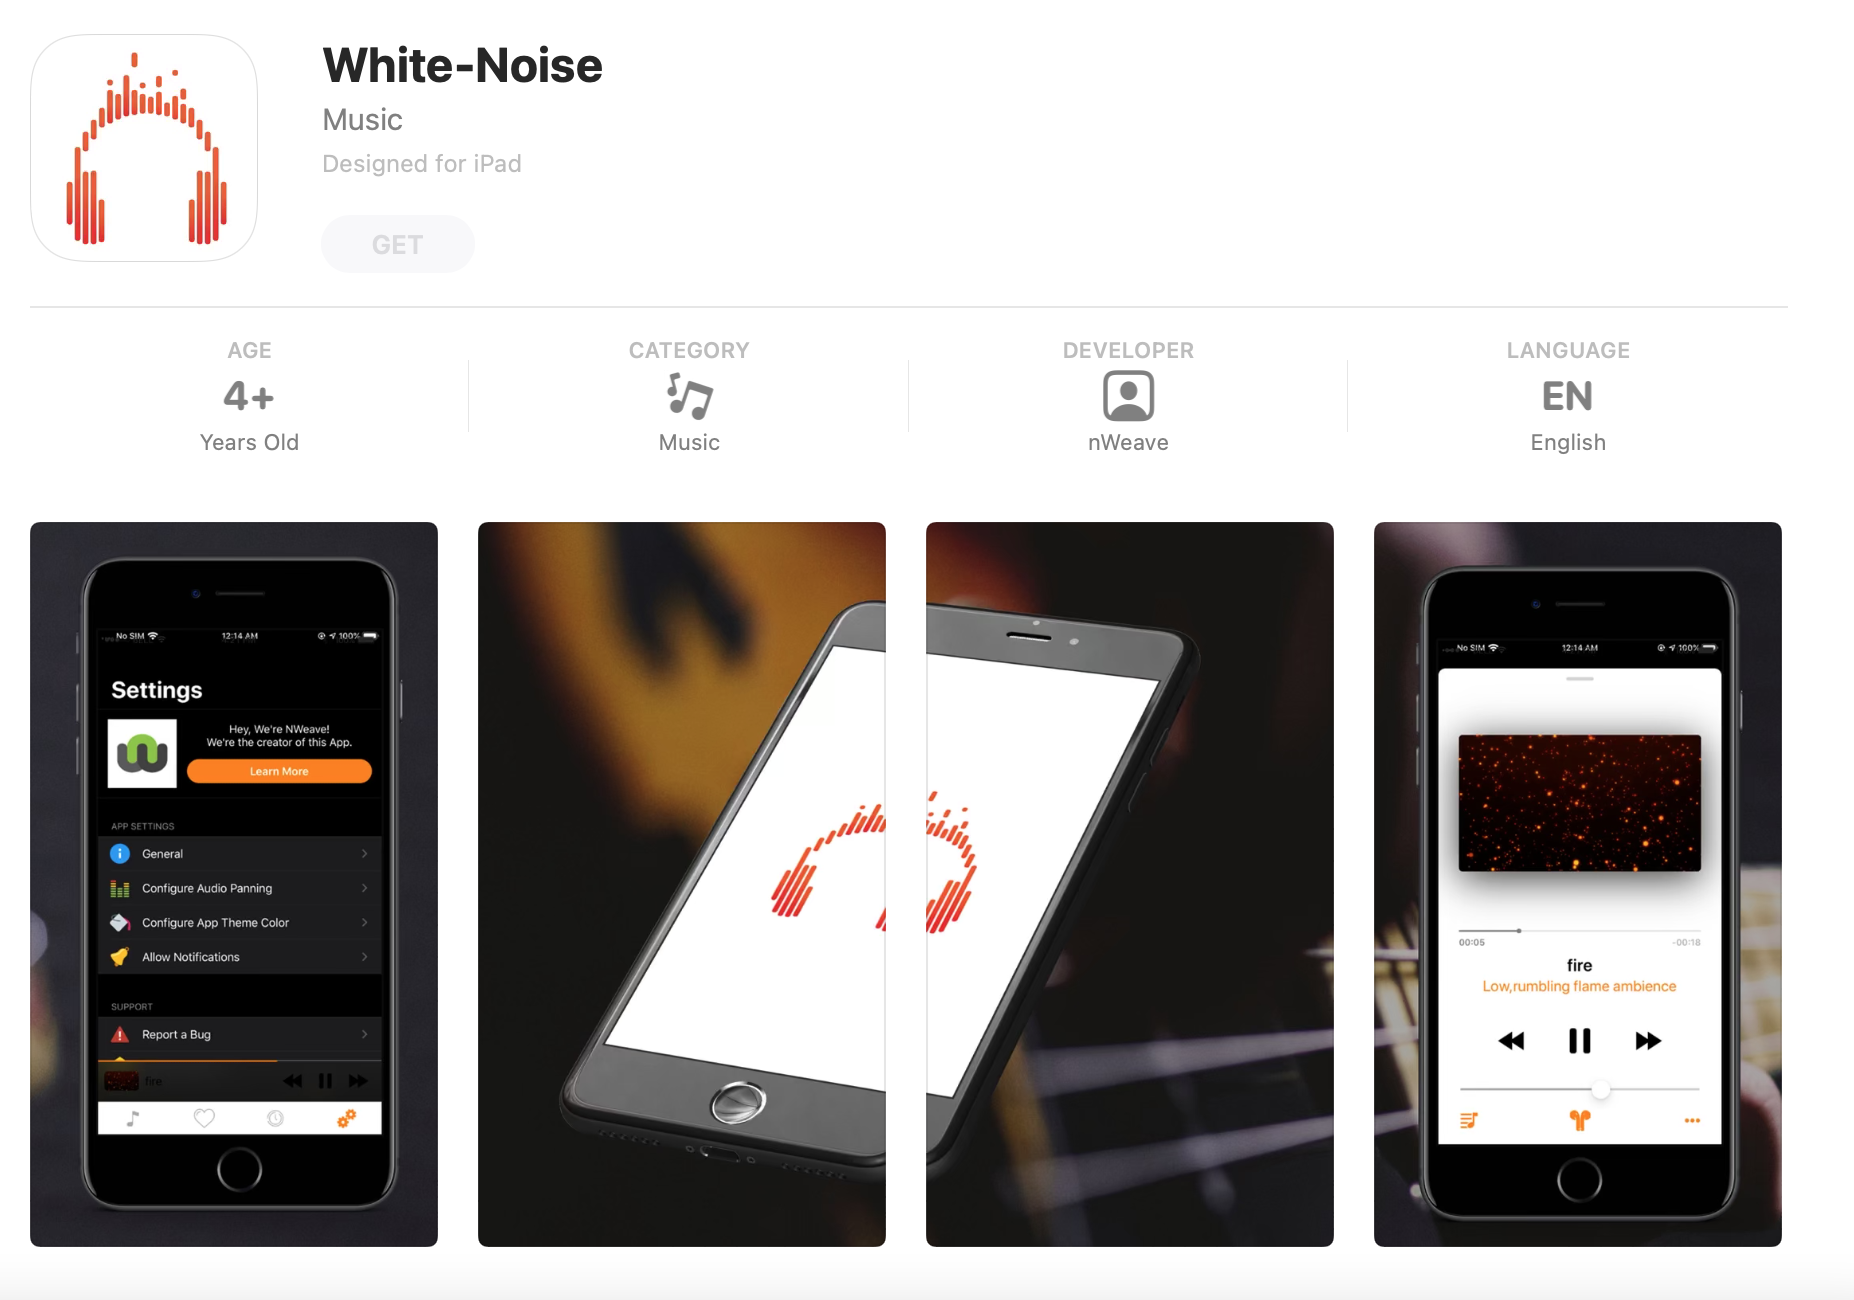 White-Noise
Music
Designed for iPad
GET
AGE
4+
Years Old
CATEGORY
Music
DEVELOPER
nWeave
LANGUAGE
EN
English
No SIM 12:14 AM 100%
Settings
Hey, We're NWeave!
We're the creator of this App.
Learn More
APP SETTINGS
General
Configure Audio Panning
Configure App Theme Color
Allow Notifications
SUPPORT
Report a Bug
fire
No SIM 12:14 AM 100%
00:05 -00:18
fire
Low,rumbling flame ambience